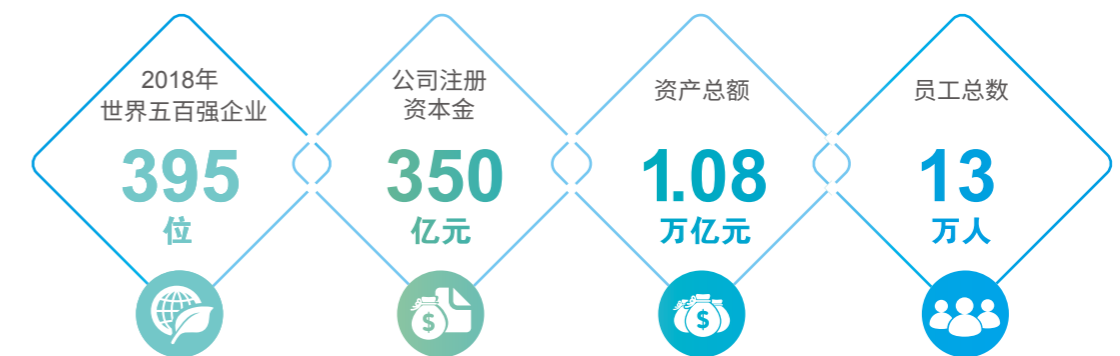 2018年
世界五百强企业
395
位
公司注册
资本金
350
亿元
$
资产总额
1.08
万亿元
$
员工总数
13
万人